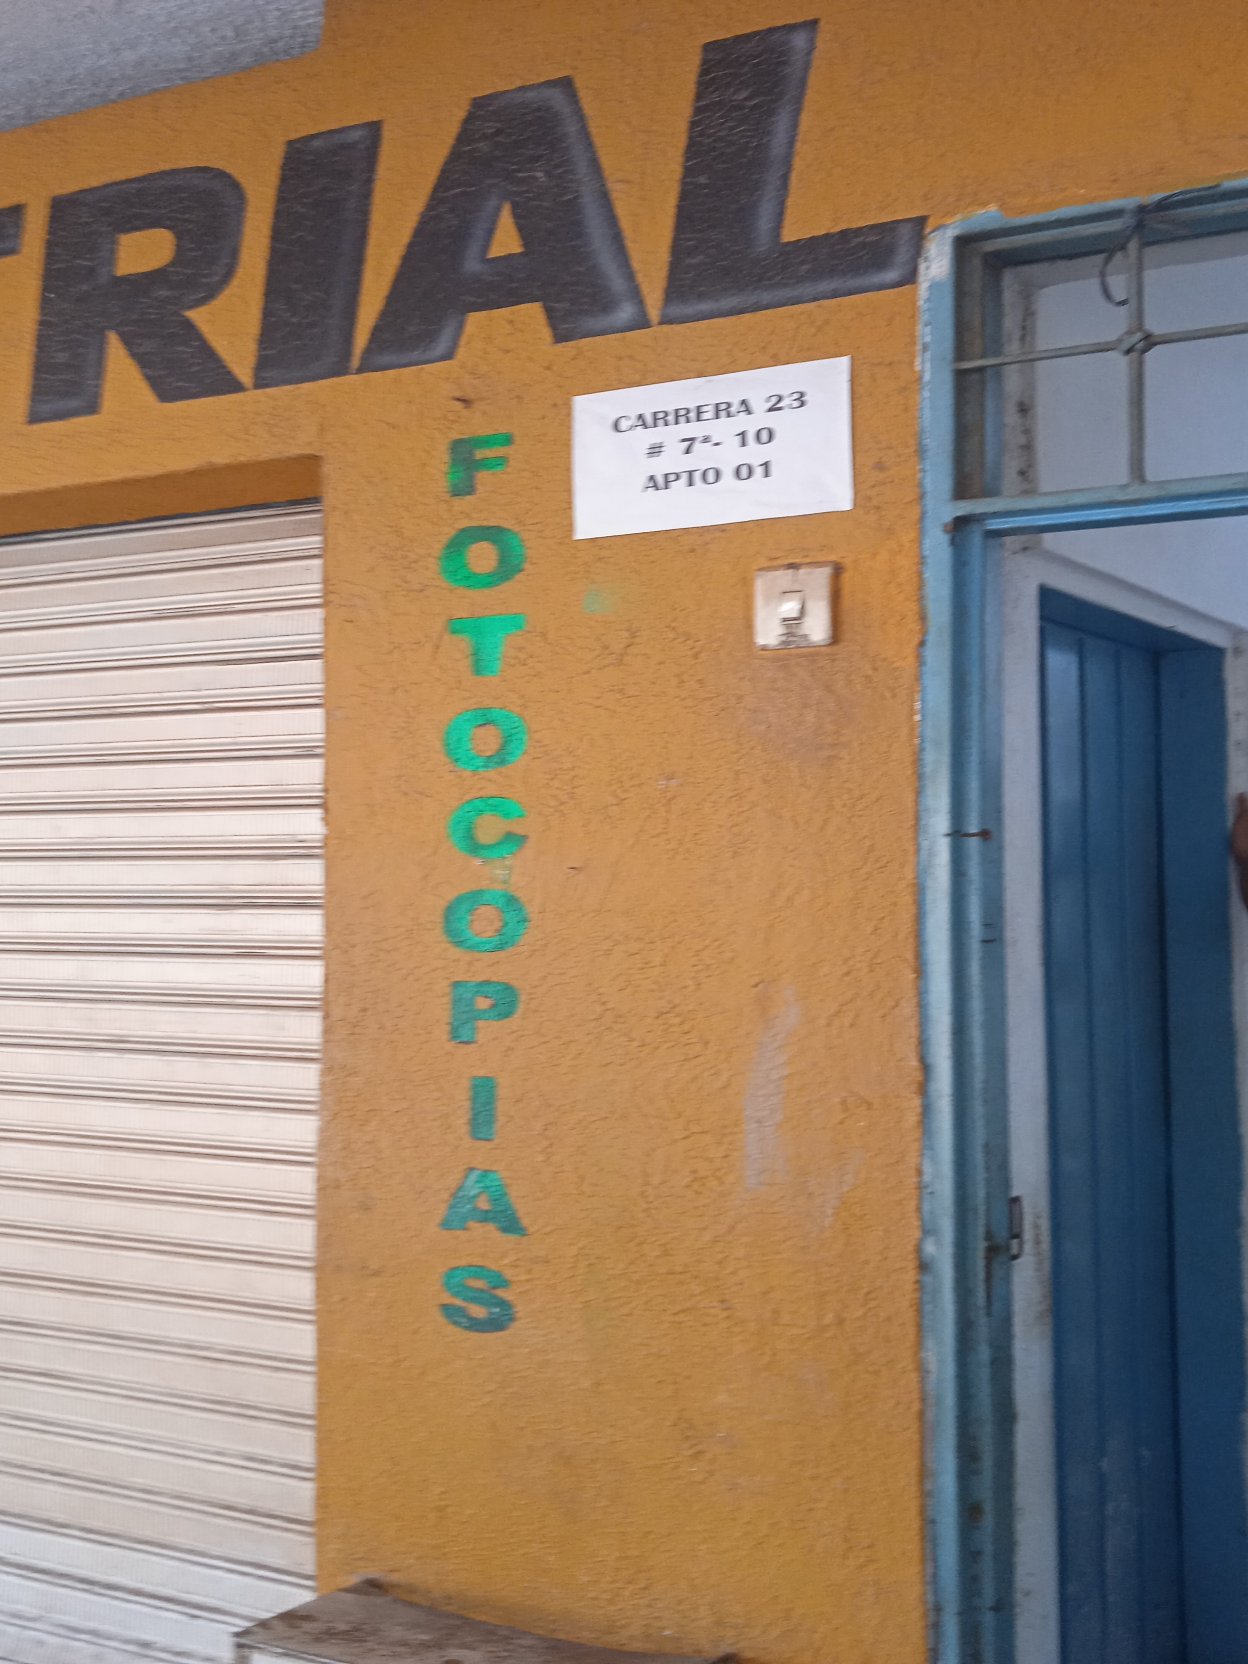 TRIAL
CARRERA 23
# 7ª- 10
APTO 01
FOTOCOPIAS